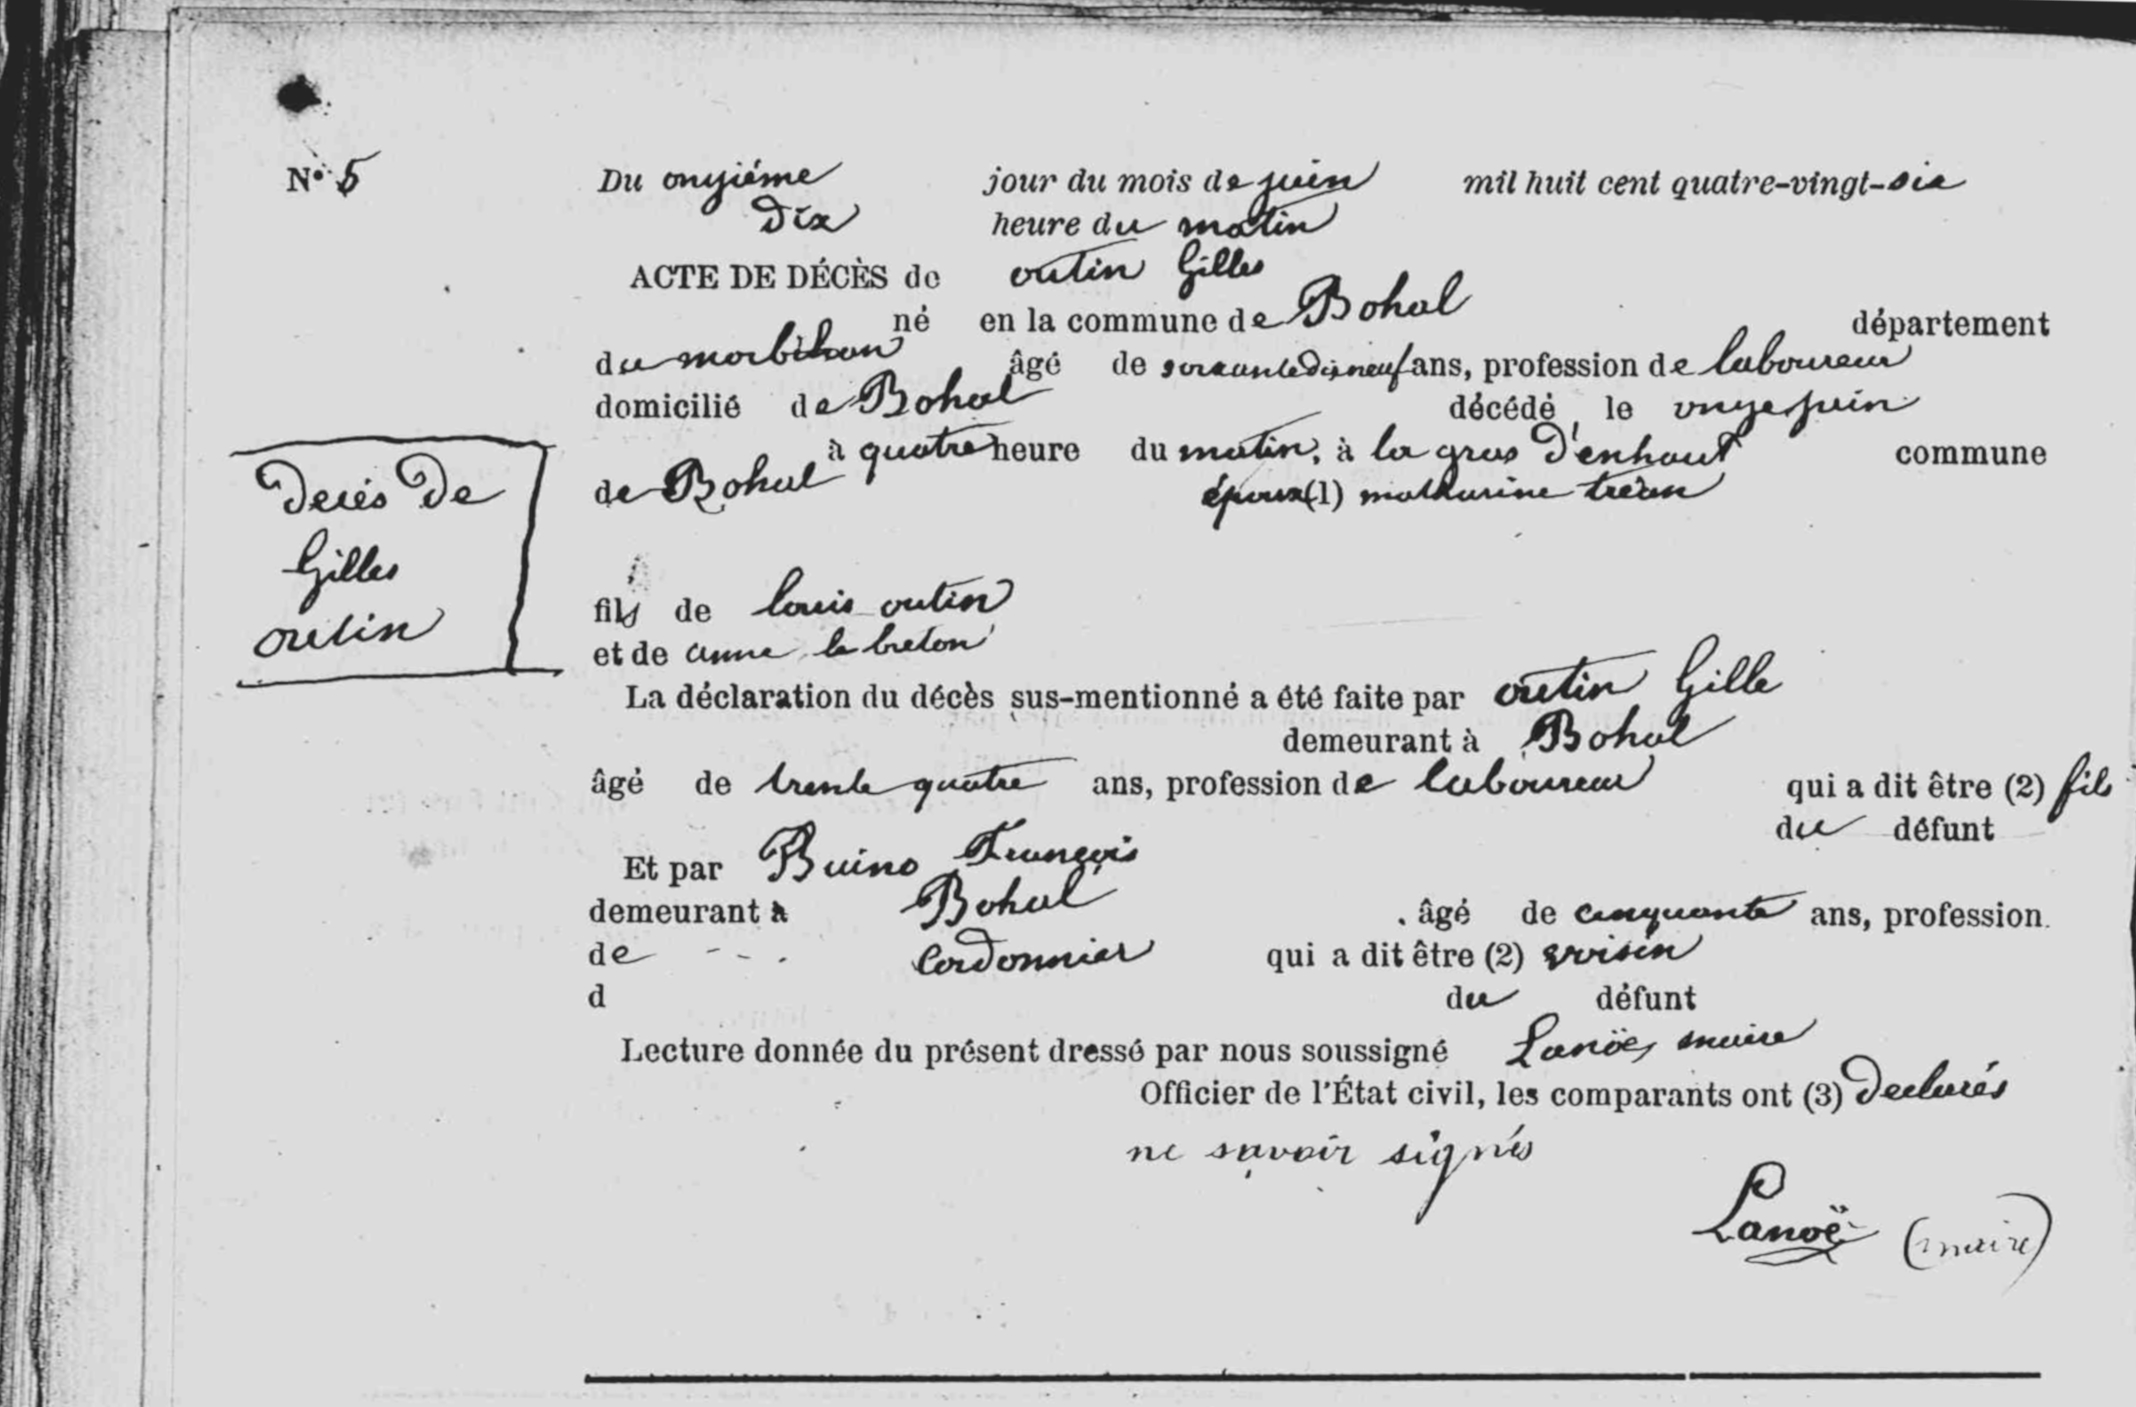 N° 5
Du onzième jour du mois de juin mil huit cent quatre-vingt-six
Dix heure du matin
ACTE DE DÉCÈS de outin Gilles
né en la commune de Bohal département
du morbihan âgé de soixante dix neuf ans, profession de laboureur
domicilié de Bohal décédé le onze juin
à quatre heure du matin, à la gras D'enhaut commune
de Bohal époux (1) mathurine tréan
Decés De
Gilles
outin
fils de louis outin
et de anne le breton
La déclaration du décès sus-mentionné a été faite par outin Gille
demeurant à Bohal
âgé de trente quatre ans, profession de laboureur qui a dit être (2) fils
du défunt
Et par Buino François
demeurant à Bohal âgé de cinquante ans, profession
de Cordonnier qui a dit être (2) voisin
d du défunt
Lecture donnée du présent dressé par nous soussigné Lanoë, maire
Officier de l'État civil, les comparants ont (3) Declarés
ne savoir signés
Lanoë (maire)